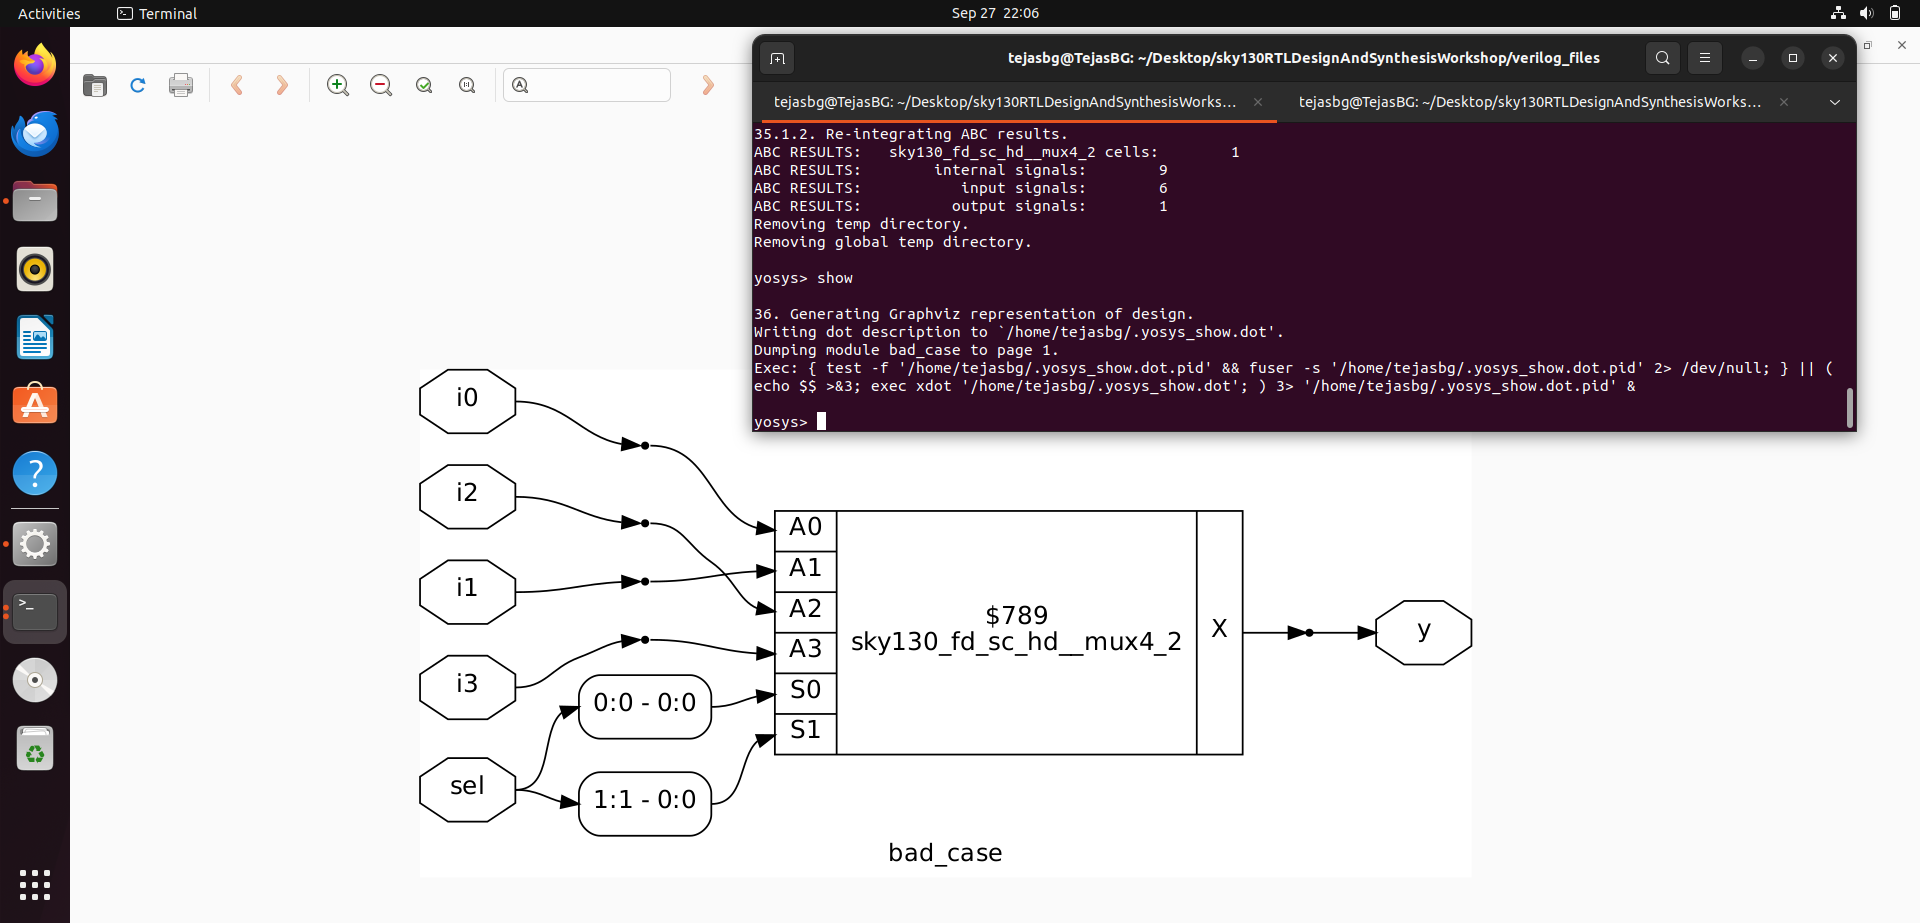 Activities
Terminal
Sep 27 22:06
tejasbg@TejasBG: ~/Desktop/sky130RTLDesignAndSynthesisWorkshop/verilog_files
tejasbg@TejasBG: ~/Desktop/sky130RTLDesignAndSynthesisWorks...
tejasbg@TejasBG: ~/Desktop/sky130RTLDesignAndSynthesisWorks...
35.1.2. Re-integrating ABC results.
ABC RESULTS:   sky130_fd_sc_hd__mux4_2 cells:        1
ABC RESULTS:        internal signals:        9
ABC RESULTS:           input signals:        6
ABC RESULTS:          output signals:        1
Removing temp directory.
Removing global temp directory.
yosys> show
36. Generating Graphviz representation of design.
Writing dot description to `/home/tejasbg/.yosys_show.dot'.
Dumping module bad_case to page 1.
Exec: { test -f '/home/tejasbg/.yosys_show.dot.pid' && fuser -s '/home/tejasbg/.yosys_show.dot.pid' 2> /dev/null; } || (
echo $$ >&3; exec xdot '/home/tejasbg/.yosys_show.dot'; ) 3> '/home/tejasbg/.yosys_show.dot.pid' &
yosys>
i0
i2
i1
i3
sel
0:0 - 0:0
1:1 - 0:0
A0
A1
A2
A3
S0
S1
$789
sky130_fd_sc_hd__mux4_2
X
y
bad_case